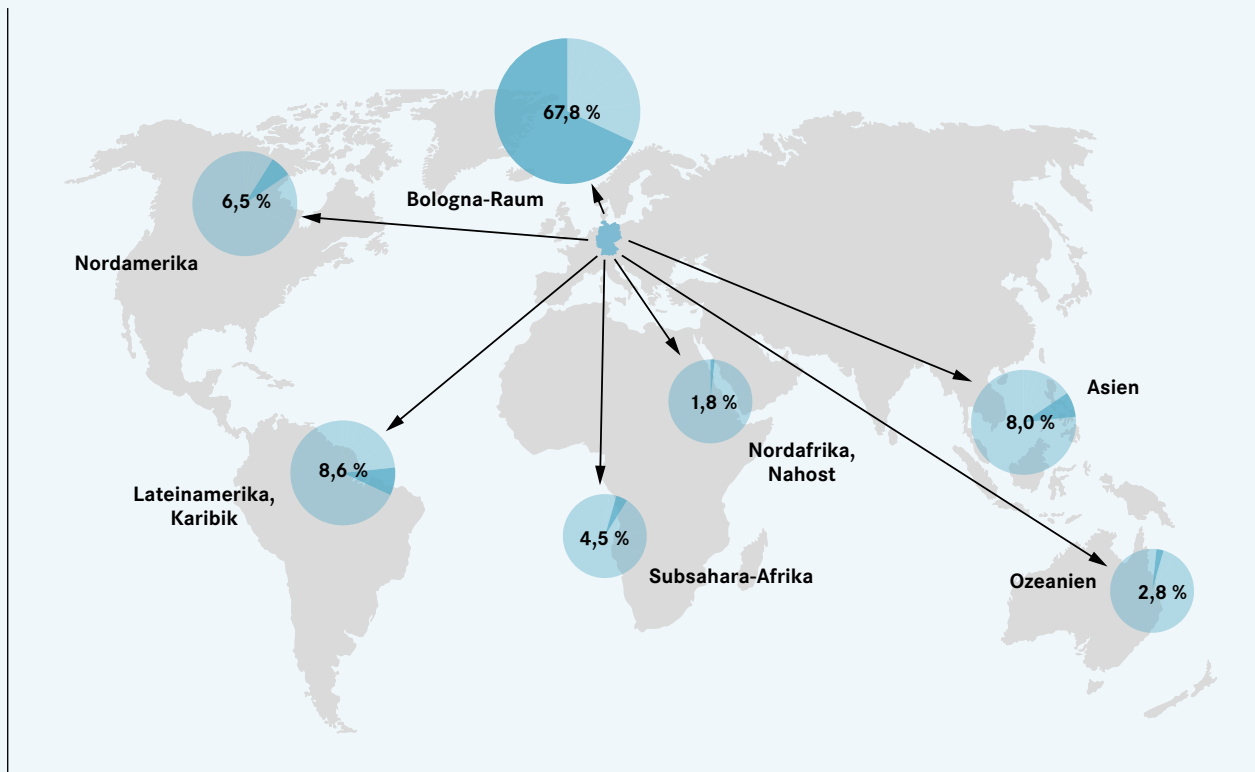 67,8 %
Bologna-Raum
6,5 %
Nordamerika
Asien
8,0 %
1,8 %
Nordafrika,
Nahost
8,6 %
Lateinamerika,
Karibik
4,5 %
Subsahara-Afrika
Ozeanien
2,8 %